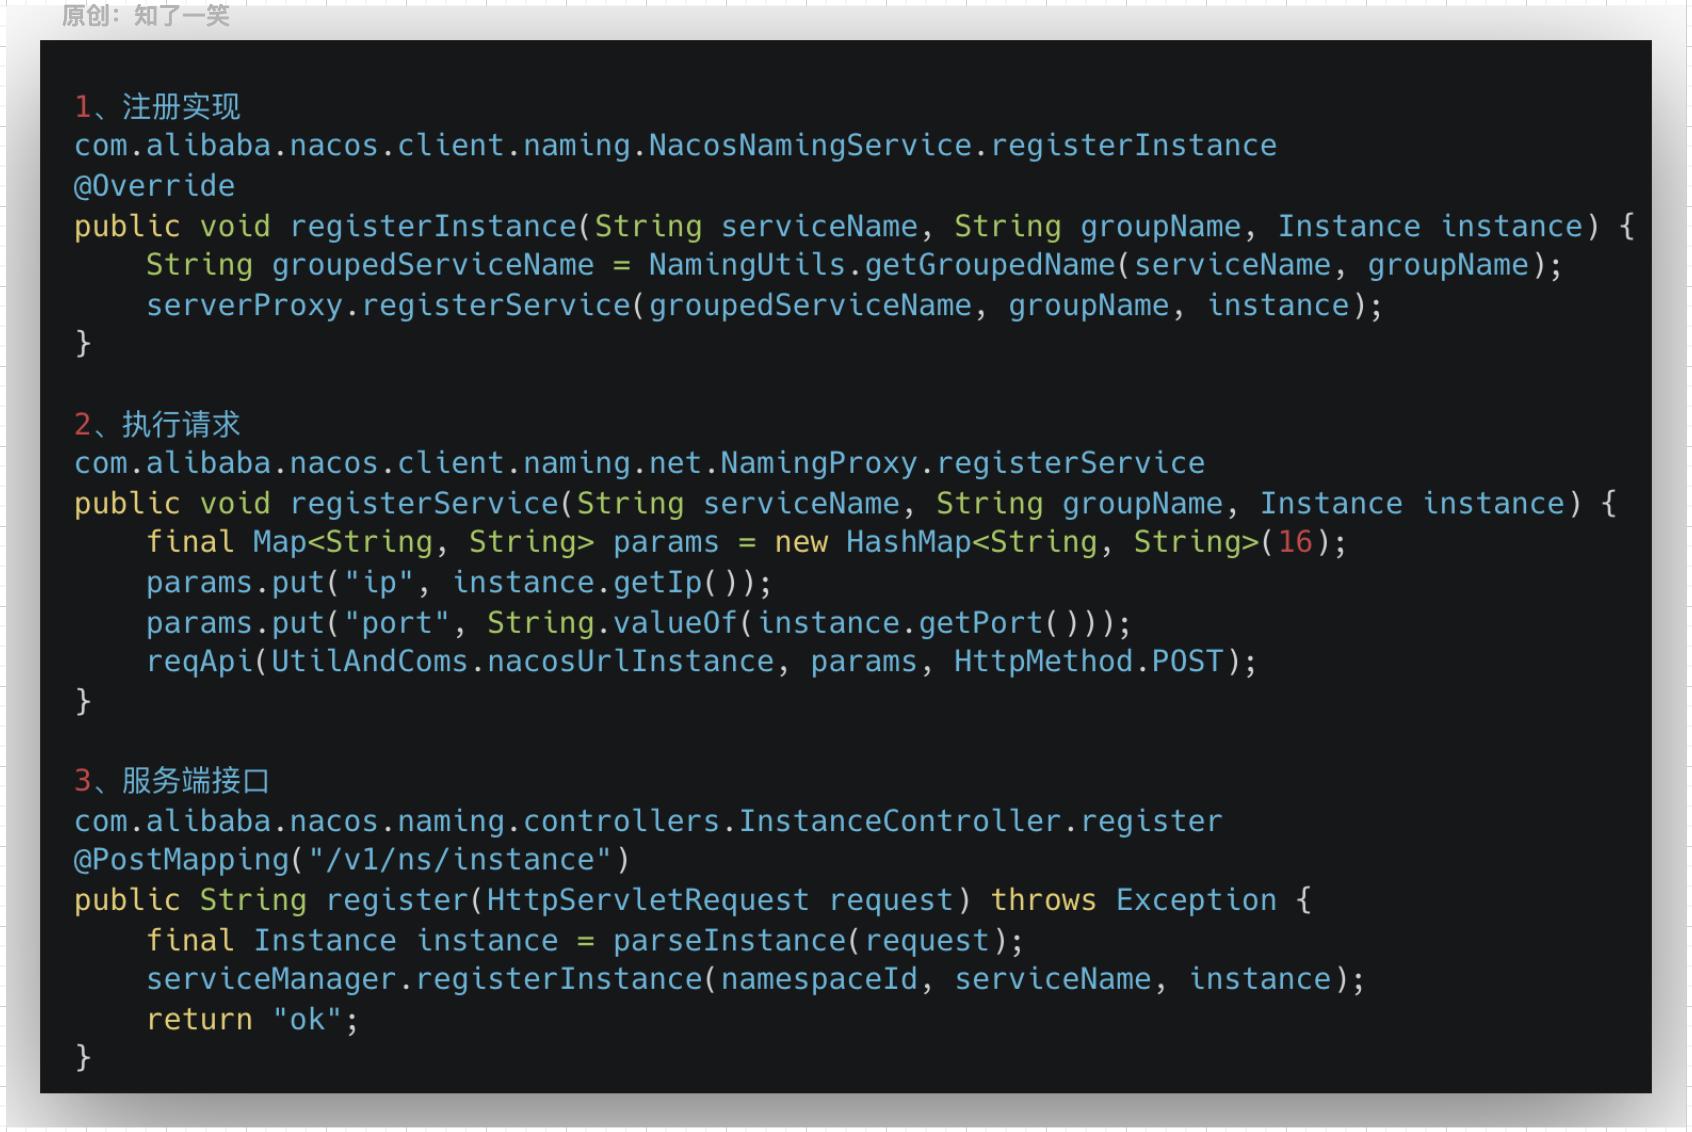 原创：知了一笑
1、注册实现
com.alibaba.nacos.client.naming.NacosNamingService.registerInstance
@Override
public void registerInstance(String serviceName, String groupName, Instance instance) {
    String groupedServiceName = NamingUtils.getGroupedName(serviceName, groupName);
    serverProxy.registerService(groupedServiceName, groupName, instance);
}
2、执行请求
com.alibaba.nacos.client.naming.net.NamingProxy.registerService
public void registerService(String serviceName, String groupName, Instance instance) {
    final Map<String, String> params = new HashMap<String, String>(16);
    params.put("ip", instance.getIp());
    params.put("port", String.valueOf(instance.getPort()));
    reqApi(UtilAndComs.nacosUrlInstance, params, HttpMethod.POST);
}
3、服务端接口
com.alibaba.nacos.naming.controllers.InstanceController.register
@PostMapping("/v1/ns/instance")
public String register(HttpServletRequest request) throws Exception {
    final Instance instance = parseInstance(request);
    serviceManager.registerInstance(namespaceId, serviceName, instance);
    return "ok";
}